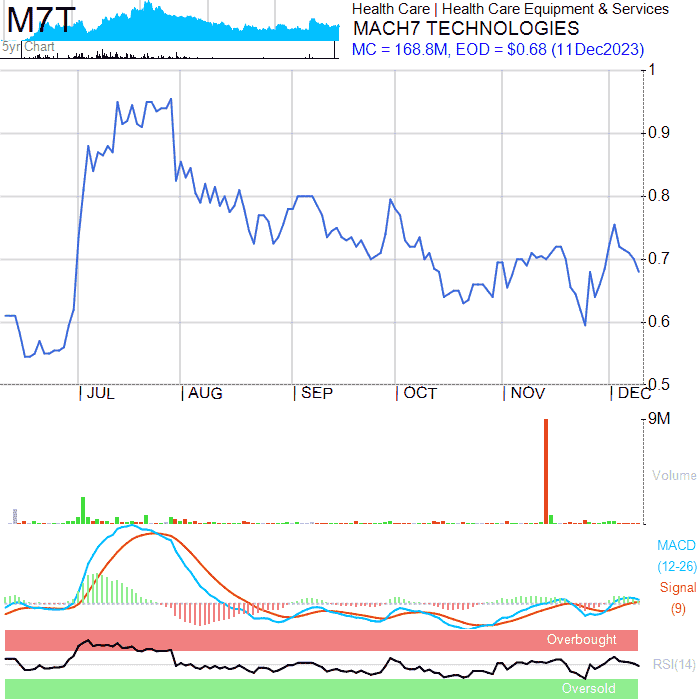 M7T
5yr Chart
Health Care | Health Care Equipment & Services
MACH7 TECHNOLOGIES
MC = 168.8M, EOD = $0.68 (11Dec2023)
1
0.9
0.8
0.7
0.6
0.5
JUL AUG SEP OCT NOV DEC
9M
Volume
MACD
(12-26)
Signal
(9)
Overbought
RSI(14)
Oversold